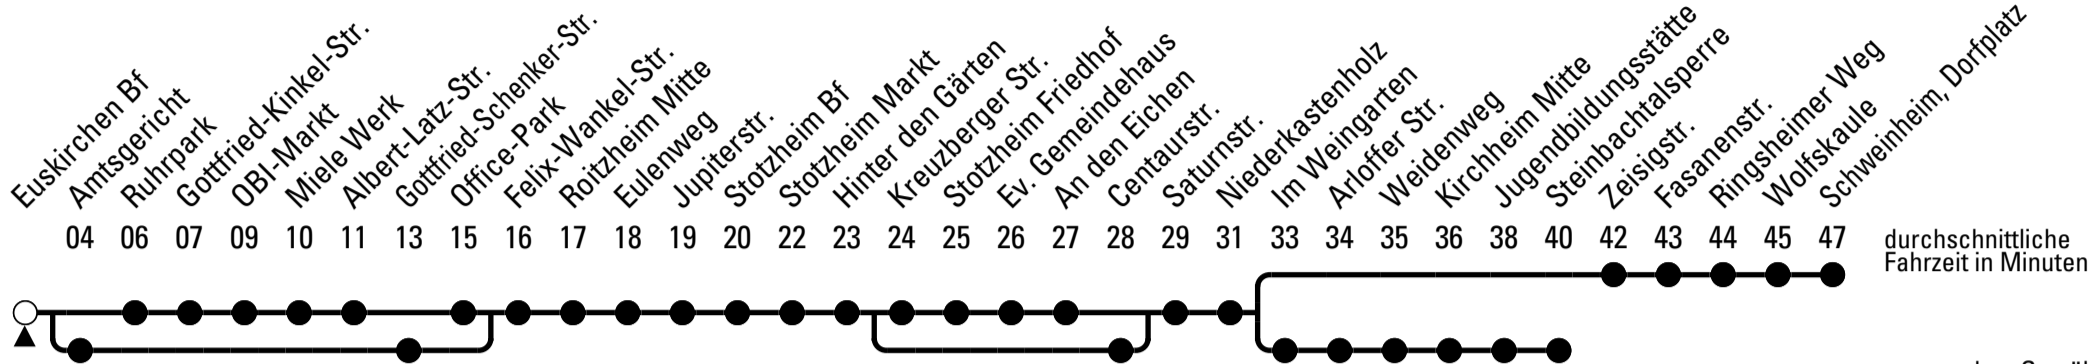 Euskirchen Bf
Amtsgericht
Ruhrpark
Gottfried-Kinkel-Str.
OBI-Markt
Miele Werk
Albert-Latz-Str.
Gottfried-Schenker-Str.
Office-Park
Felix-Wankel-Str.
Roitzheim Mitte
Eulenweg
Jupiterstr.
Stotzheim Bf
Stotzheim Markt
Hinter den Gärten
Kreuzberger Str.
Stotzheim Friedhof
Ev. Gemeindehaus
An den Eichen
Centaurstr.
Saturnstr.
Niederkastenholz
Im Weingarten
Arloffer Str.
Weidenweg
Kirchheim Mitte
Jugendbildungsstätte
Steinbachtalsperre
Zeisigstr.
Fasanenstr.
Ringsheimer Weg
Wolfskaule
Schweinheim, Dorfplatz
04 06 07 09 10 11 13 15 16 17 18 19 20 22 23 24 25 26 27 28 29 31 33 34 35 36 38 40 42 43 44 45 47
durchschnittliche
Fahrzeit in Minuten